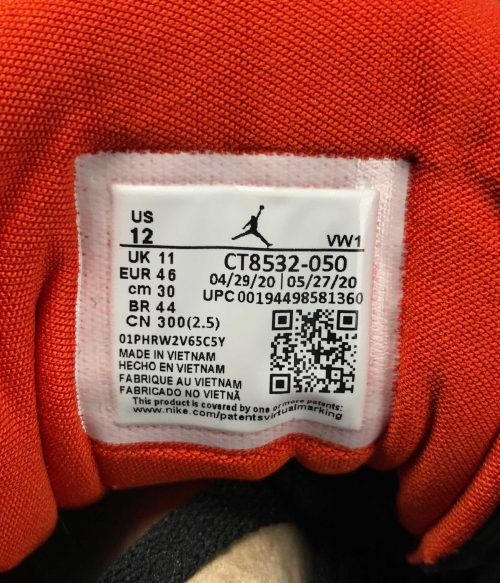 US
12
VW1
UK 11
EUR 46
cm 30
BR 44
CN 300(2.5)
CT8532-050
04/29/20 | 05/27/20
UPC 00194498581360
01PHRW2V65C5Y
MADE IN VIETNAM
HECHO EN VIETNAM
FABRIQUE AU VIETNAM
FABRICADO NO VIETNAM
This product is covered by one or more patents.
www.nike.com/patentsvirtualmarking